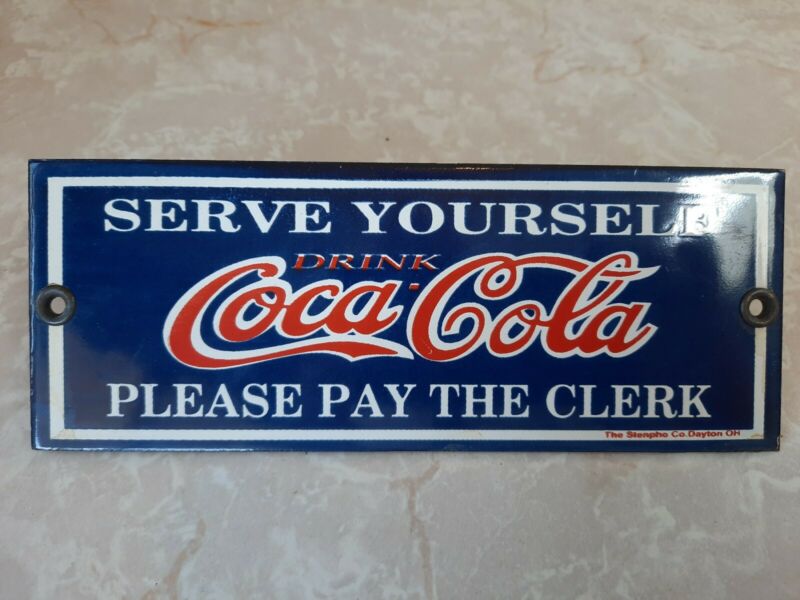 SERVE YOURSELF
DRINK
Coca-Cola
PLEASE PAY THE CLERK
The Stenpho Co. Dayton OH